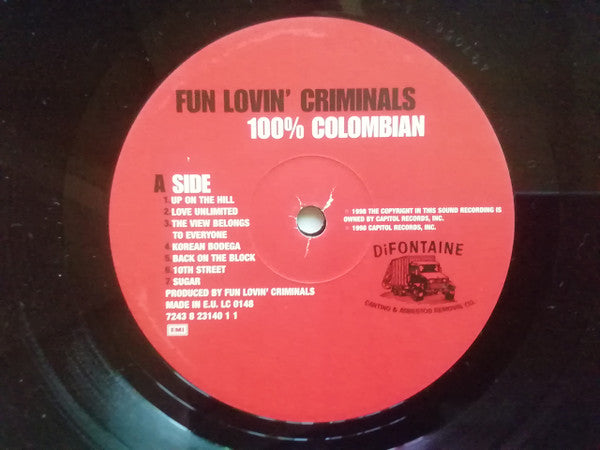 FUN LOVIN' CRIMINALS
100% COLOMBIAN
A SIDE
1. UP ON THE HILL
2. LOVE UNLIMITED
3. THE VIEW BELONGS
TO EVERYONE
4. KOREAN BODEGA
5. BACK ON THE BLOCK
6. 10TH STREET
7. SUGAR
PRODUCED BY FUN LOVIN' CRIMINALS
MADE IN E.U. LC 0148
7243 8 23140 1 1
EMI
℗ 1998 THE COPYRIGHT IN THIS SOUND RECORDING IS
OWNED BY CAPITOL RECORDS, INC.
© 1998 CAPITOL RECORDS, INC.
DiFONTAINE
CARTING & ASBESTOS REMOVAL CO.